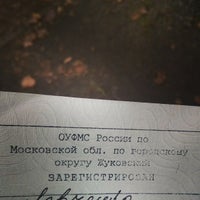 ОУФМС России по
Московской обл. по городскому
округу Жуковский
ЗАРЕГИСТРИРОВАН